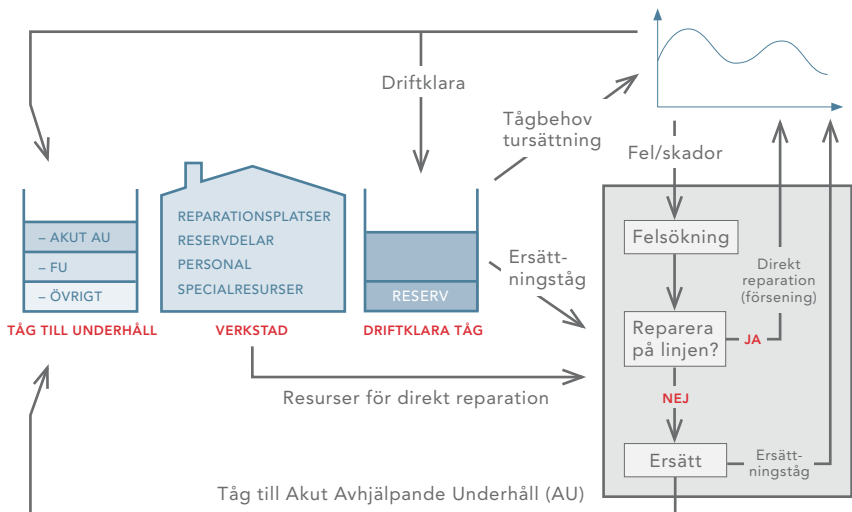 Driftklara
Tågbehov
tursättning
Fel/skador
– AKUT AU
– FU
– ÖVRIGT
TÅG TILL UNDERHÅLL
REPARATIONSPLATSER
RESERVDELAR
PERSONAL
SPECIALRESURSER
VERKSTAD
RESERV
DRIFTKLARA TÅG
Ersätt-
ningståg
Felsökning
Direkt
reparation
(försening)
Reparera
på linjen?
JA
NEJ
Resurser för direkt reparation
Ersätt
Ersätt-
ningståg
Tåg till Akut Avhjälpande Underhåll (AU)